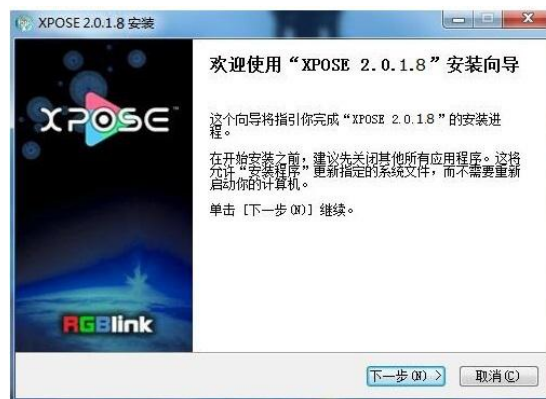 XPOSE 2.0.1.8 安装
欢迎使用“XPOSE 2.0.1.8”安装向导
XPOSE
这个向导将指引你完成“XPOSE 2.0.1.8”的安装进
程。
在开始安装之前，建议先关闭其他所有应用程序。这将
允许“安装程序”更新指定的系统文件，而不需要重新
启动你的计算机。
单击 [下一步(N)] 继续。
RGBlink
下一步(N) >
取消(C)